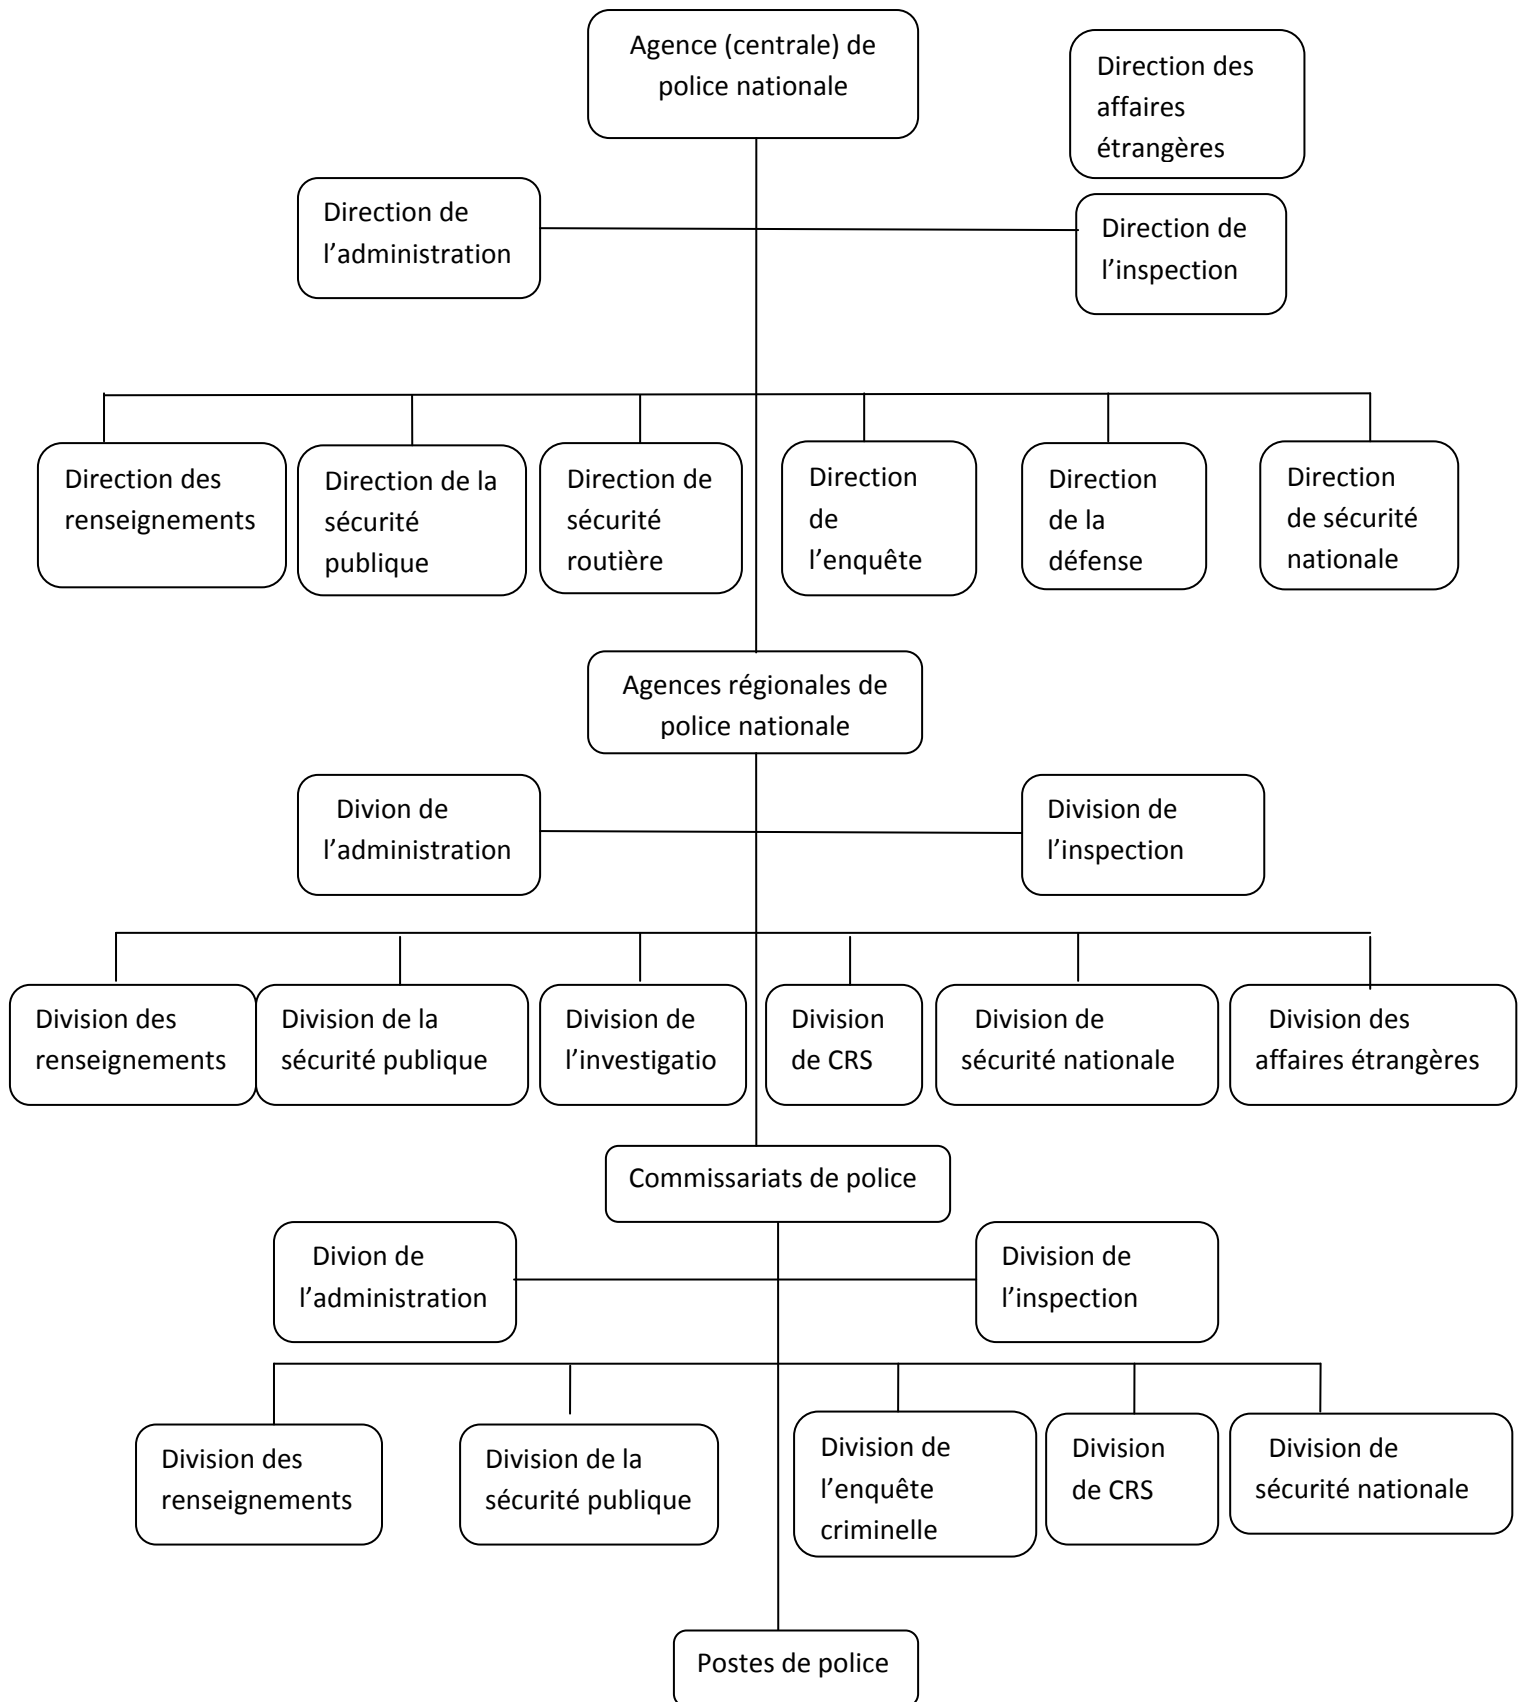 Agence (centrale) de
police nationale
Direction des
affaires
étrangères
Direction de
l’administration
Direction de
l’inspection
Direction des
renseignements
Direction de la
sécurité
publique
Direction de
sécurité
routière
Direction
de
l’enquête
Direction
de la
défense
Direction
de sécurité
nationale
Agences régionales de
police nationale
Divion de
l’administration
Division de
l’inspection
Division des
renseignements
Division de la
sécurité publique
Division de
l’investigatio
Division
de CRS
Division de
sécurité nationale
Division des
affaires étrangères
Commissariats de police
Divion de
l’administration
Division de
l’inspection
Division des
renseignements
Division de la
sécurité publique
Division de
l’enquête
criminelle
Division
de CRS
Division de
sécurité nationale
Postes de police